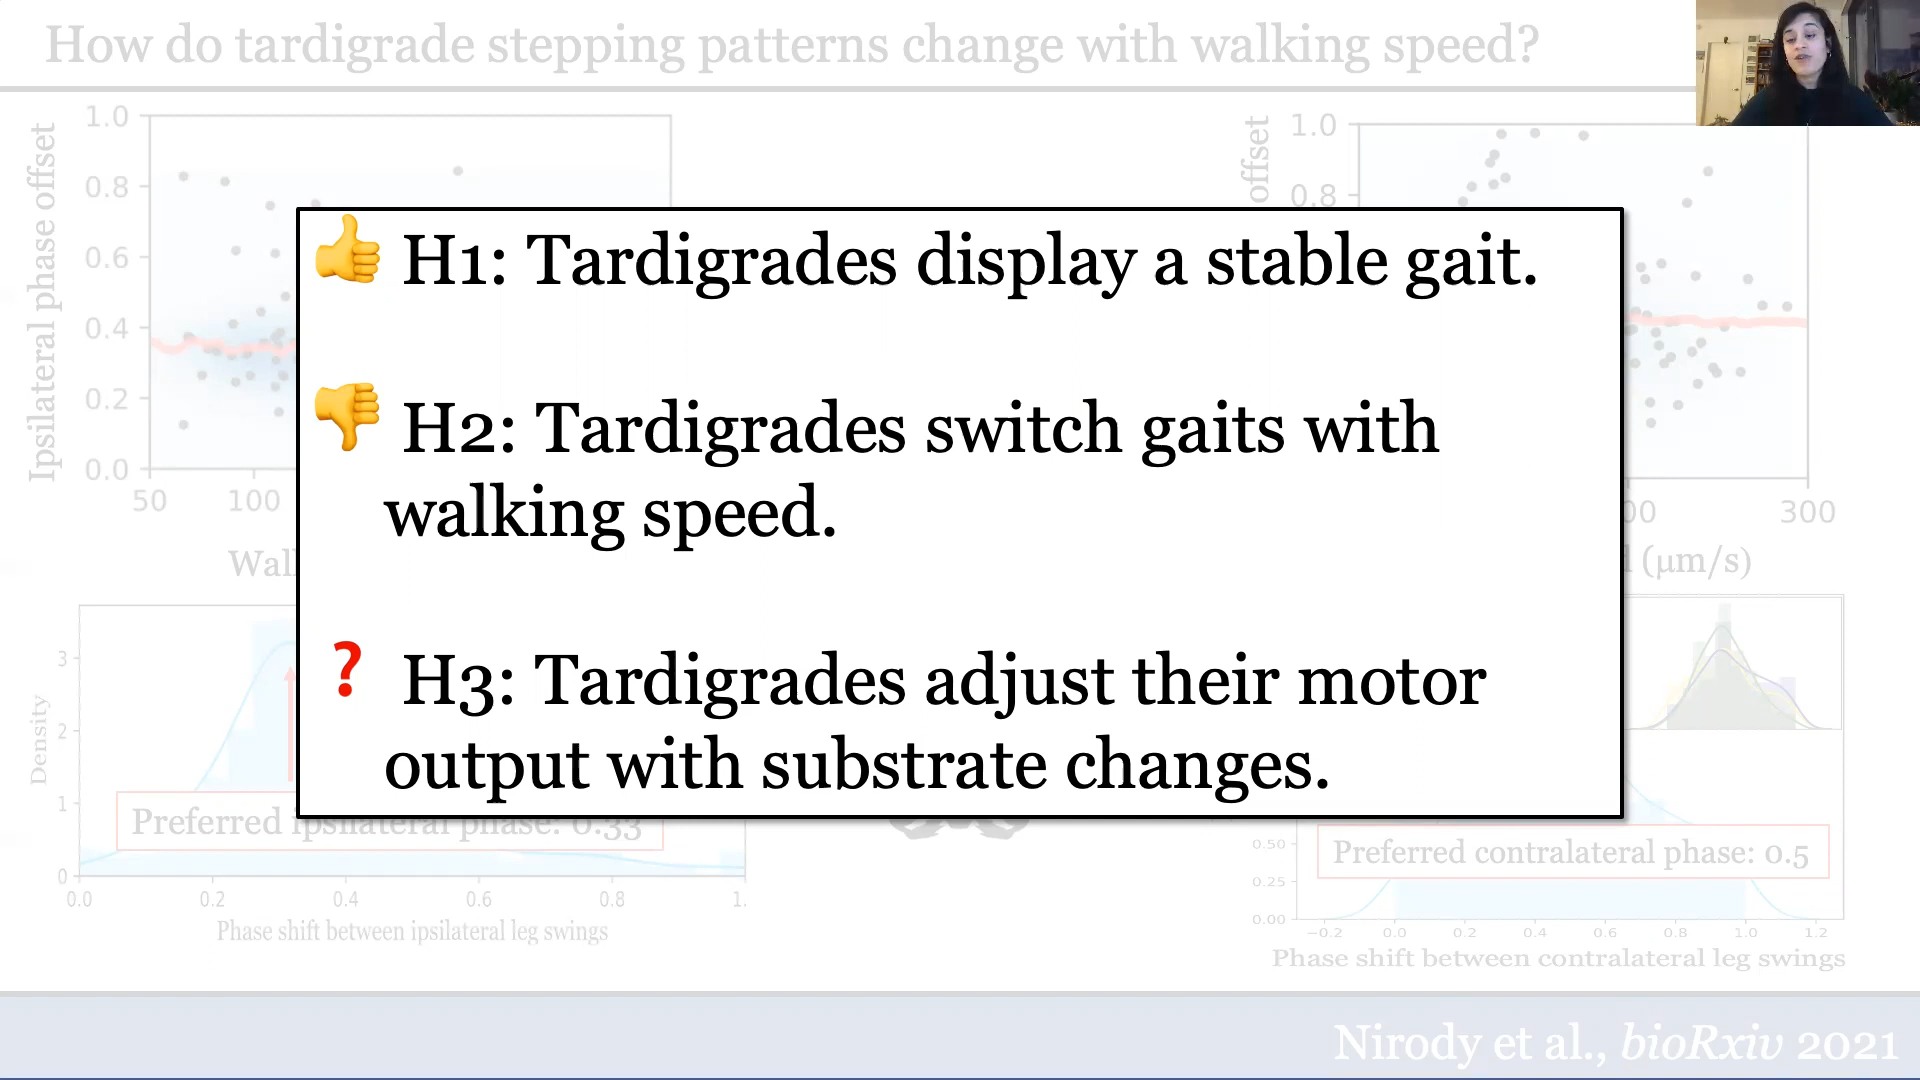 How do tardigrade stepping patterns change with walking speed?
1.0
0.8
0.6
0.4
0.2
0.0
Ipsilateral phase offset
50 100
offset
1.0
0.8
300
(μm/s)
👍 H1: Tardigrades display a stable gait.
👎 H2: Tardigrades switch gaits with
walking speed.
? H3: Tardigrades adjust their motor
output with substrate changes.
3
2
1
0
Density
Preferred ipsilateral phase: 0.33
0.0 0.2 0.4 0.6 0.8 1.
Phase shift between ipsilateral leg swings
0.50
0.25
0.00
Preferred contralateral phase: 0.5
−0.2 0.0 0.2 0.4 0.6 0.8 1.0 1.2
Phase shift between contralateral leg swings
Nirody et al., bioRxiv 2021